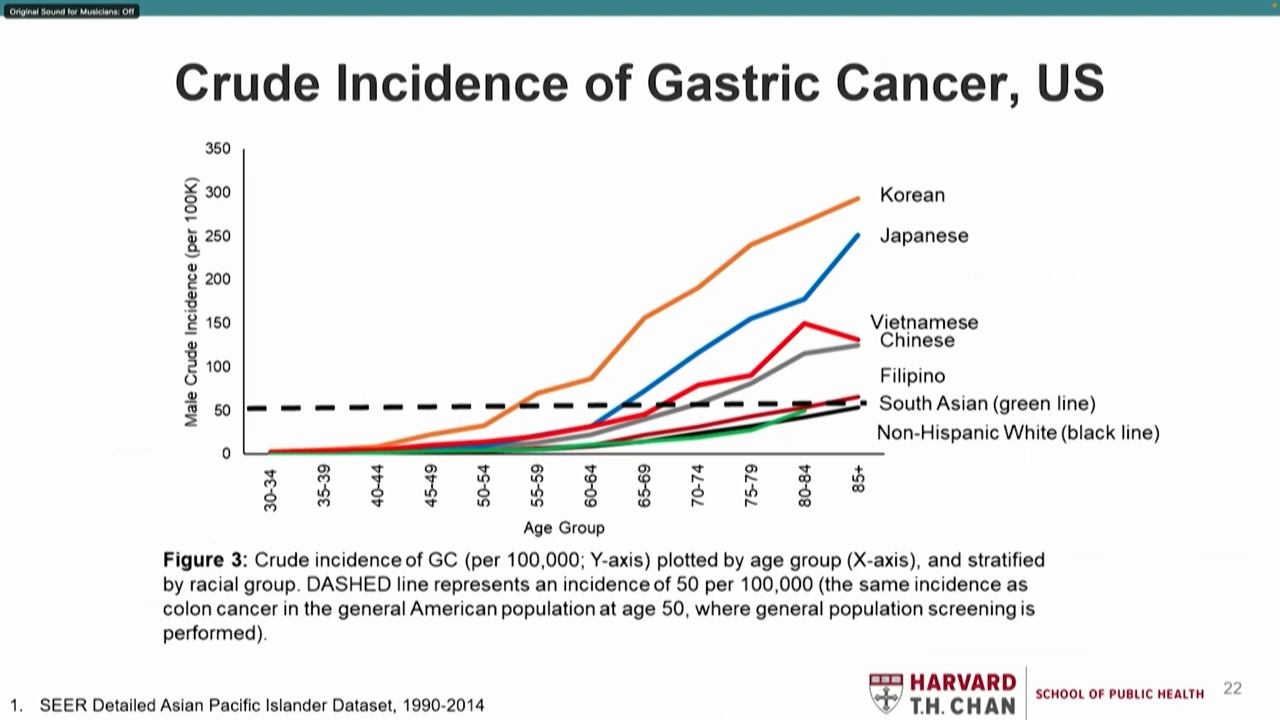 Original Sound for Musicians: Off
Crude Incidence of Gastric Cancer, US
Male Crude Incidence (per 100K)
350
300
250
200
150
100
50
0
Korean
Japanese
Vietnamese
Chinese
Filipino
South Asian (green line)
Non-Hispanic White (black line)
30-34
35-39
40-44
45-49
50-54
55-59
60-64
65-69
70-74
75-79
80-84
85+
Age Group
Figure 3: Crude incidence of GC (per 100,000; Y-axis) plotted by age group (X-axis), and stratified
by racial group. DASHED line represents an incidence of 50 per 100,000 (the same incidence as
colon cancer in the general American population at age 50, where general population screening is
performed).
1. SEER Detailed Asian Pacific Islander Dataset, 1990-2014
HARVARD
T.H. CHAN
SCHOOL OF PUBLIC HEALTH
22